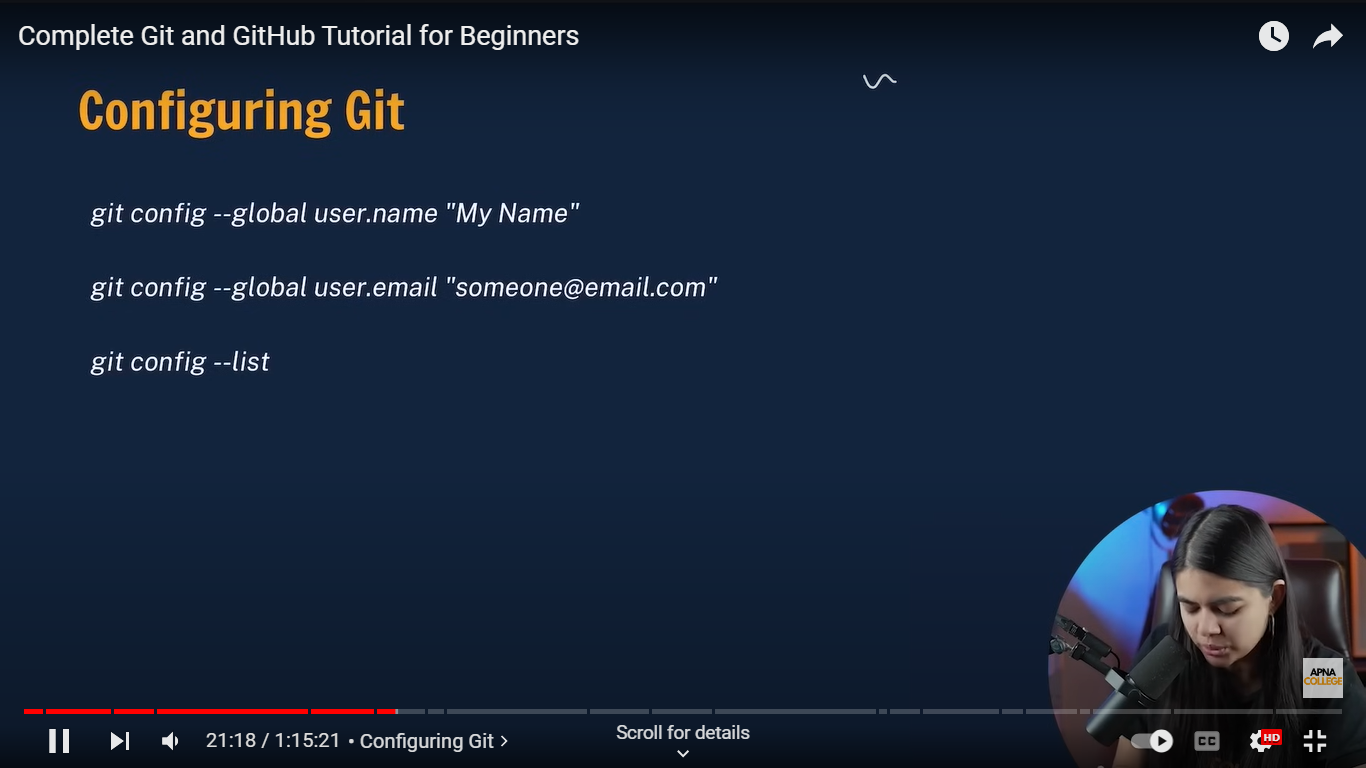 Complete Git and GitHub Tutorial for Beginners
Configuring Git
git config --global user.name "My Name"
git config --global user.email "someone@email.com"
git config --list
APNA
COLLEGE
21:18 / 1:15:21 • Configuring Git >
Scroll for details
CC
HD